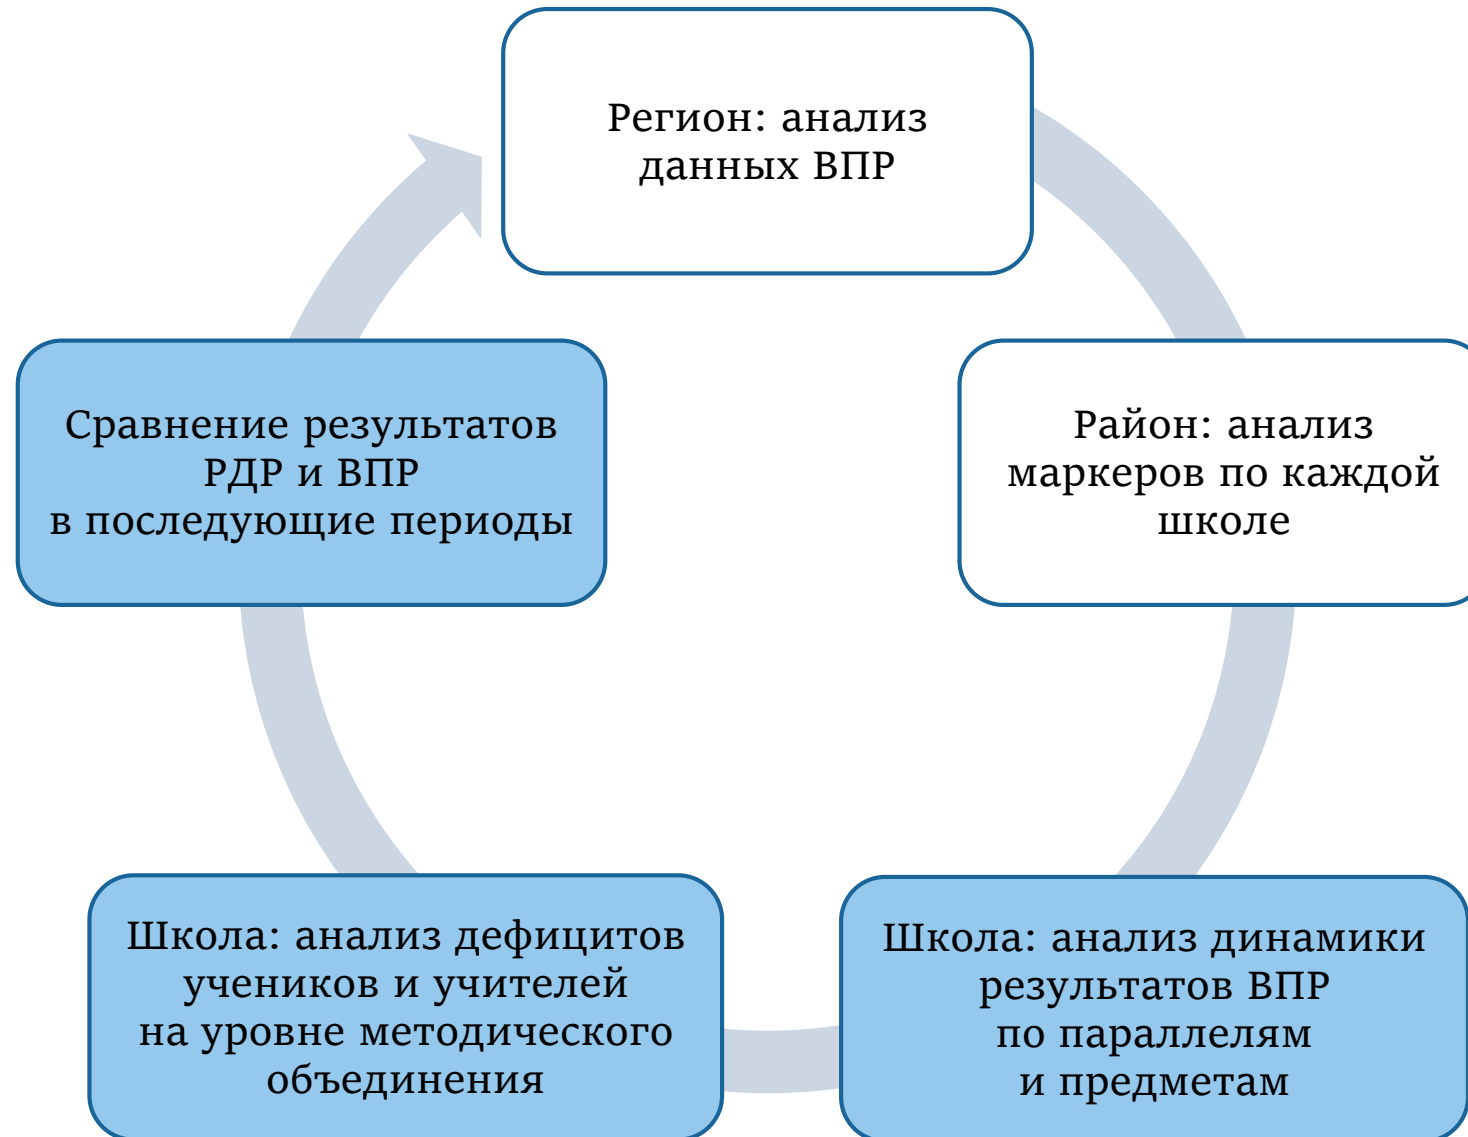 Регион: анализ
данных ВПР
Район: анализ
маркеров по каждой
школе
Школа: анализ динамики
результатов ВПР
по параллелям
и предметам
Школа: анализ дефицитов
учеников и учителей
на уровне методического
объединения
Сравнение результатов
РДР и ВПР
в последующие периоды